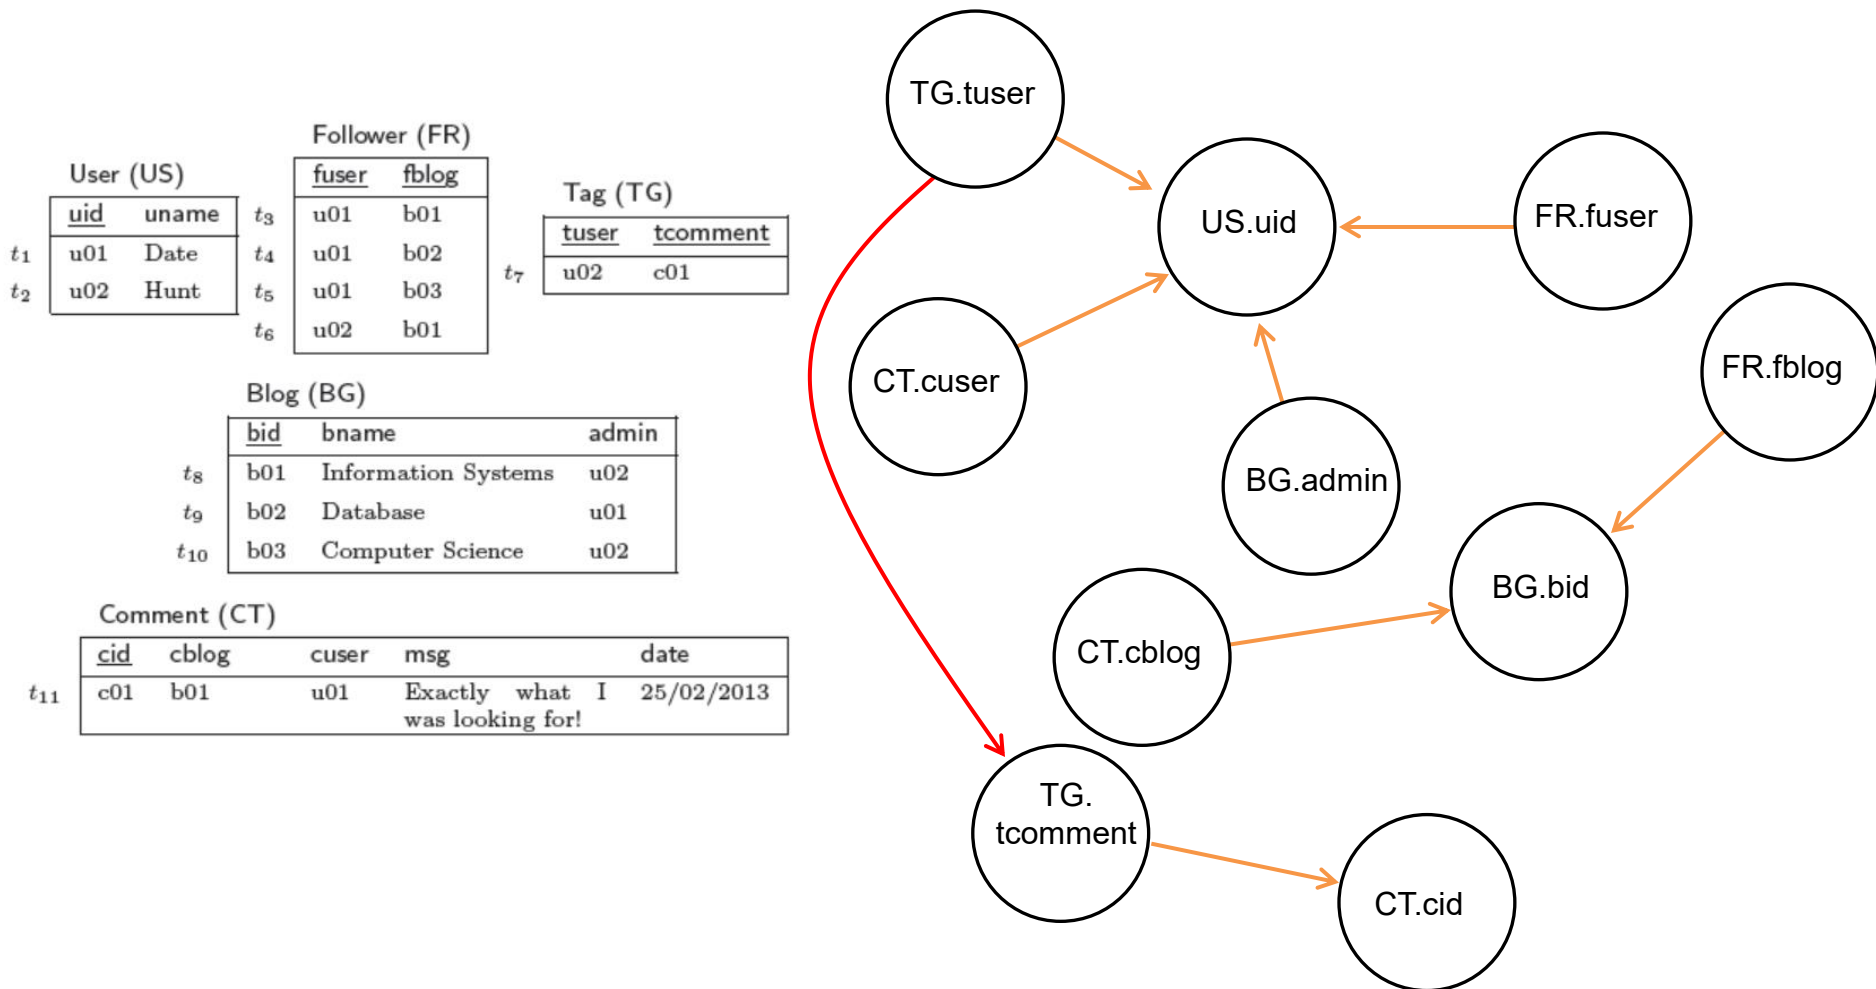 User (US)
uid uname
t1 u01 Date
t2 u02 Hunt
Follower (FR)
fuser fblog
t3 u01 b01
t4 u01 b02
t5 u01 b03
t6 u02 b01
Tag (TG)
tuser tcomment
t7 u02 c01
Blog (BG)
bid bname admin
t8 b01 Information Systems u02
t9 b02 Database u01
t10 b03 Computer Science u02
Comment (CT)
cid cblog cuser msg date
t11 c01 b01 u01 Exactly what I 25/02/2013
was looking for!
TG.tuser
US.uid
FR.fuser
CT.cuser
FR.fblog
BG.admin
BG.bid
CT.cblog
TG.
tcomment
CT.cid